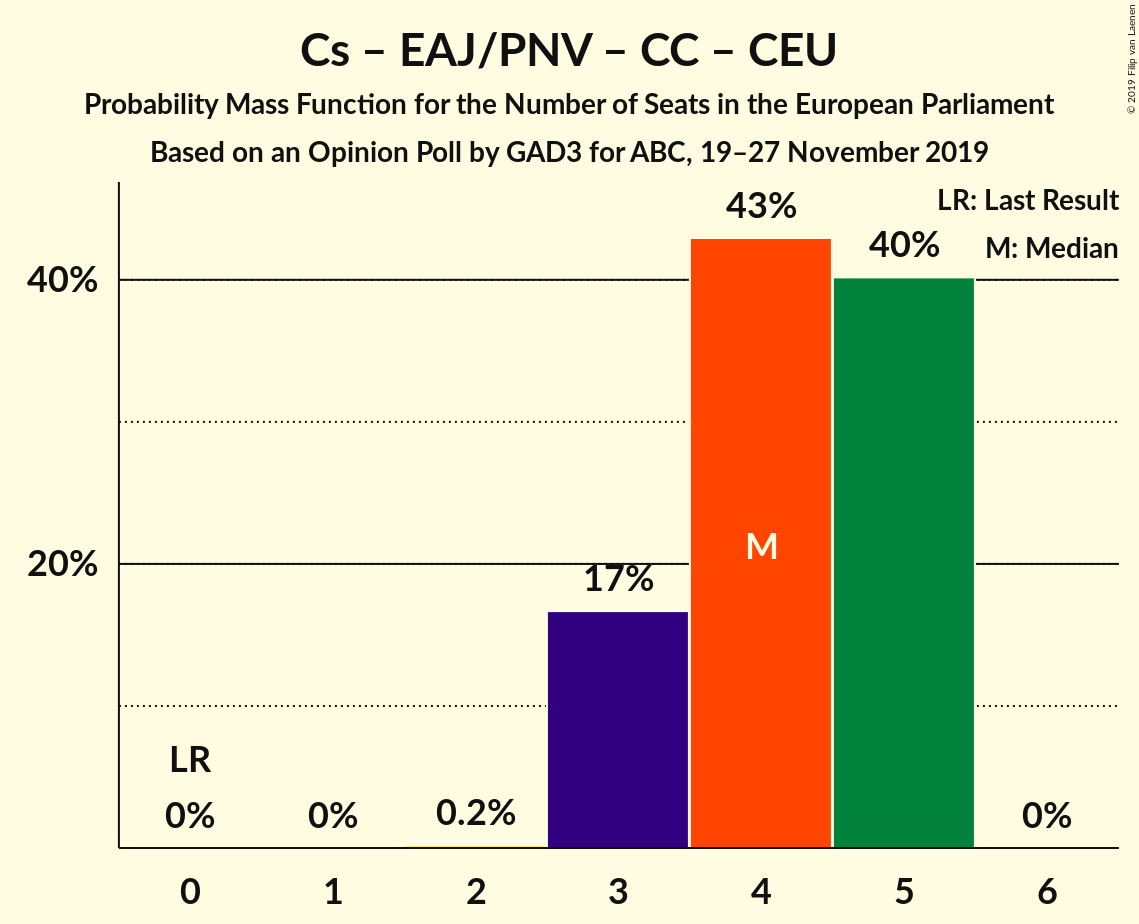 Cs – EAJ/PNV – CC – CEU
Probability Mass Function for the Number of Seats in the European Parliament
Based on an Opinion Poll by GAD3 for ABC, 19–27 November 2019
© 2019 Filip van Laenen
LR: Last Result
M: Median
43%
40%
40%
20%
17%
M
LR
0%
0%
0.2%
0%
0 1 2 3 4 5 6